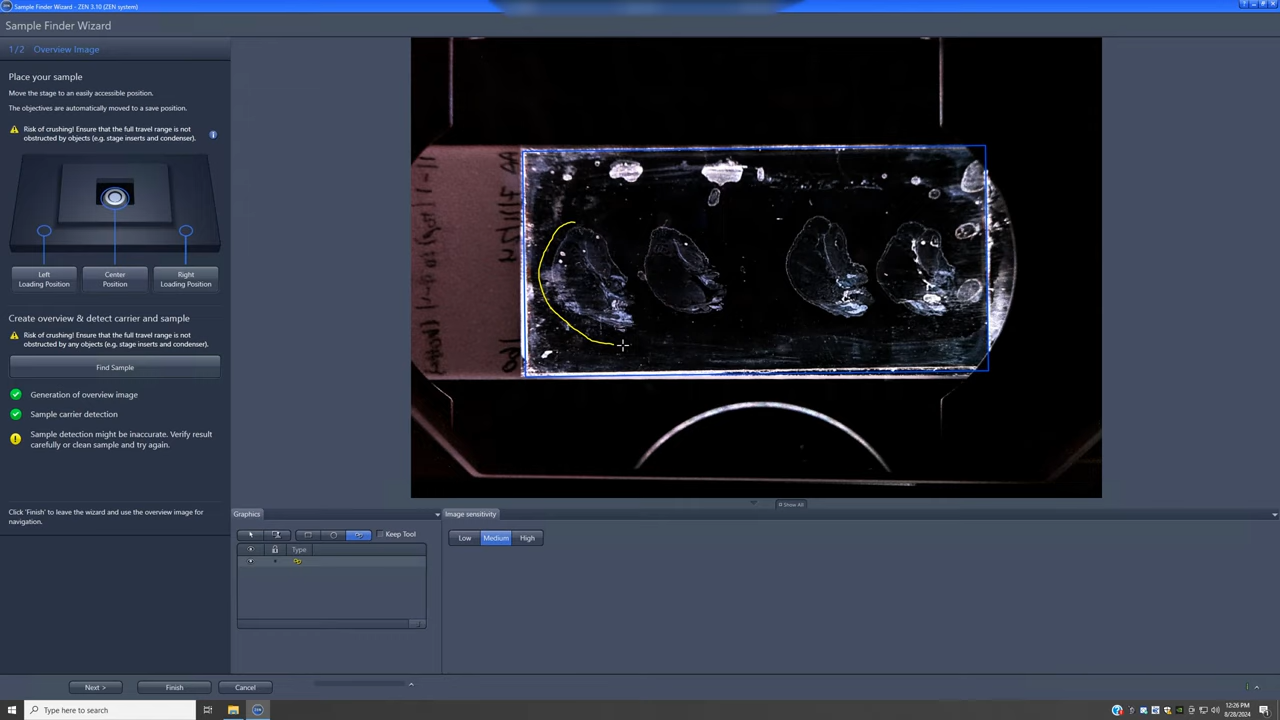 Sample Finder Wizard - ZEN 3.10 (ZEN system)
Sample Finder Wizard
1/2 Overview Image
Place your sample
Move the stage to an easily accessible position.
The objectives are automatically moved to a save position.
Risk of crushing! Ensure that the full travel range is not
obstructed by objects (e.g. stage inserts and condenser).
Left
Loading Position
Center
Position
Right
Loading Position
Create overview & detect carrier and sample
Risk of crushing! Ensure that the full travel range is not
obstructed by any objects (e.g. stage inserts and condenser).
Find Sample
Generation of overview image
Sample carrier detection
Sample detection might be inaccurate. Verify result
carefully or clean sample and try again.
Click 'Finish' to leave the wizard and use the overview image for
navigation.
Show All
Graphics
Keep Tool
Type
Image sensitivity
Low
Medium
High
Next >
Finish
Cancel
Type here to search
12:26 PM
8/28/2024